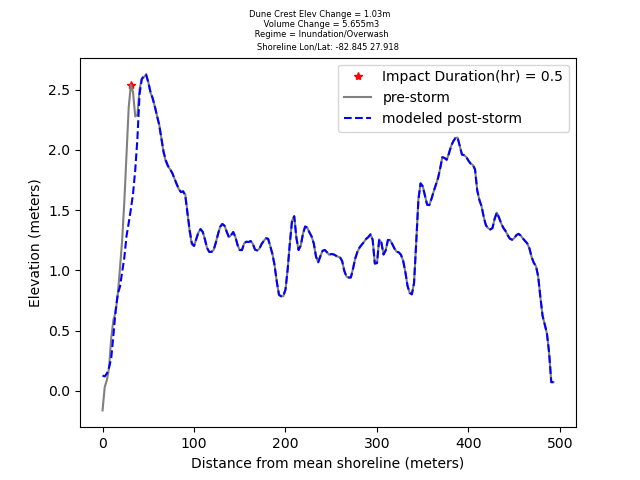 Dune Crest Elev Change = 1.03m
Volume Change = 5.655m3
Regime = Inundation/Overwash
Shoreline Lon/Lat: -82.845 27.918
Impact Duration(hr) = 0.5
pre-storm
modeled post-storm
Elevation (meters)
2.5
2.0
1.5
1.0
0.5
0.0
0 100 200 300 400 500
Distance from mean shoreline (meters)